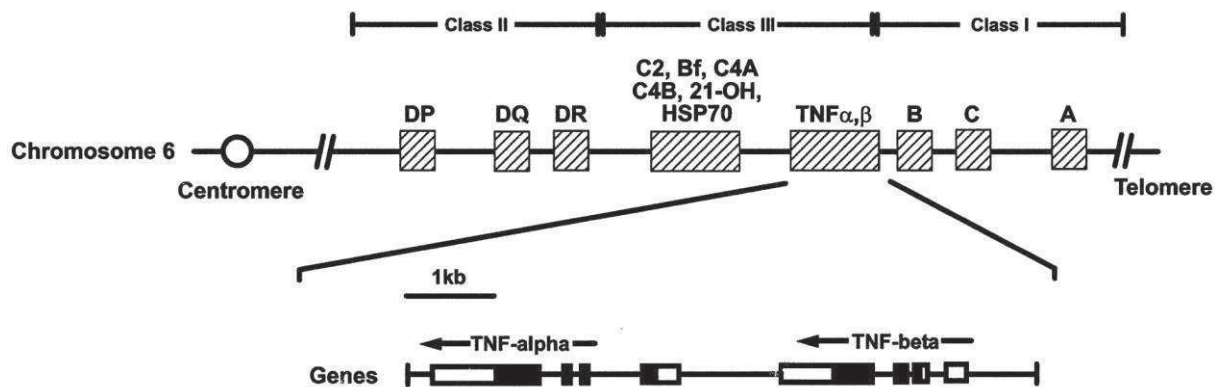 Class II Class III Class I
C2, Bf, C4A
C4B, 21-OH,
DP DQ DR HSP70 TNFα,β B C A
Chromosome 6
Centromere Telomere
1kb
TNF-alpha TNF-beta
Genes